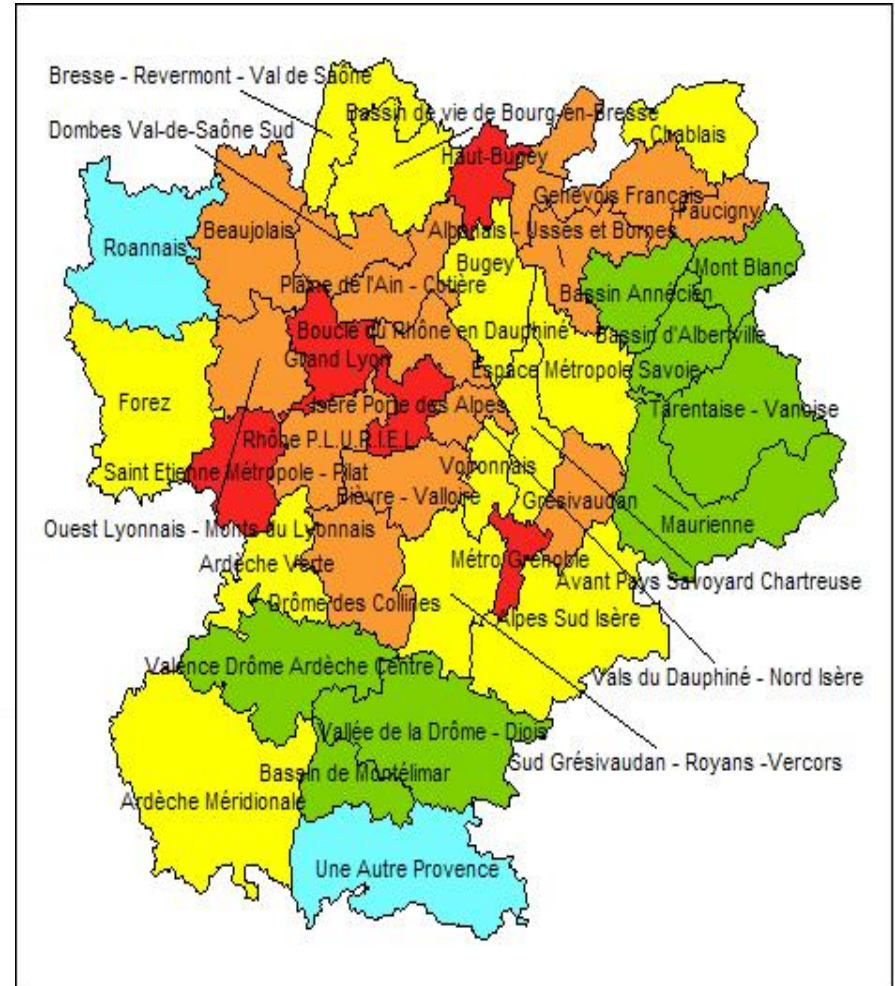 Bresse - Revermont - Val de Saône
Bassin de vie de Bourg-en-Bresse
Dombes Val-de-Saône Sud
Chablais
Haut-Bugey
Genevois Français
Faucigny
Beaujolais
Albanais - Usses et Bornes
Roannais
Bugey
Mont Blanc
Plaine de l'Ain - Cotière
Bassin Annécien
Boucle du Rhône en Dauphiné
Bassin d'Albertville
Grand Lyon
Espace Métropole Savoie
Forez
Isère Porte des Alpes
Tarentaise - Vanoise
Rhône P.L.U.R.I.E.L
Voironnais
Saint Etienne Métropole - Pilat
Bièvre - Valloire
Grésivaudan
Ouest Lyonnais - Monts du Lyonnais
Maurienne
Ardèche Verte
Métro Grenoble
Avant Pays Savoyard Chartreuse
Drôme des Collines
Alpes Sud Isère
Valence Drôme Ardèche Centre
Vals du Dauphiné - Nord Isère
Vallée de la Drôme - Diois
Sud Grésivaudan - Royans -Vercors
Bassin de Montélimar
Ardèche Méridionale
Une Autre Provence